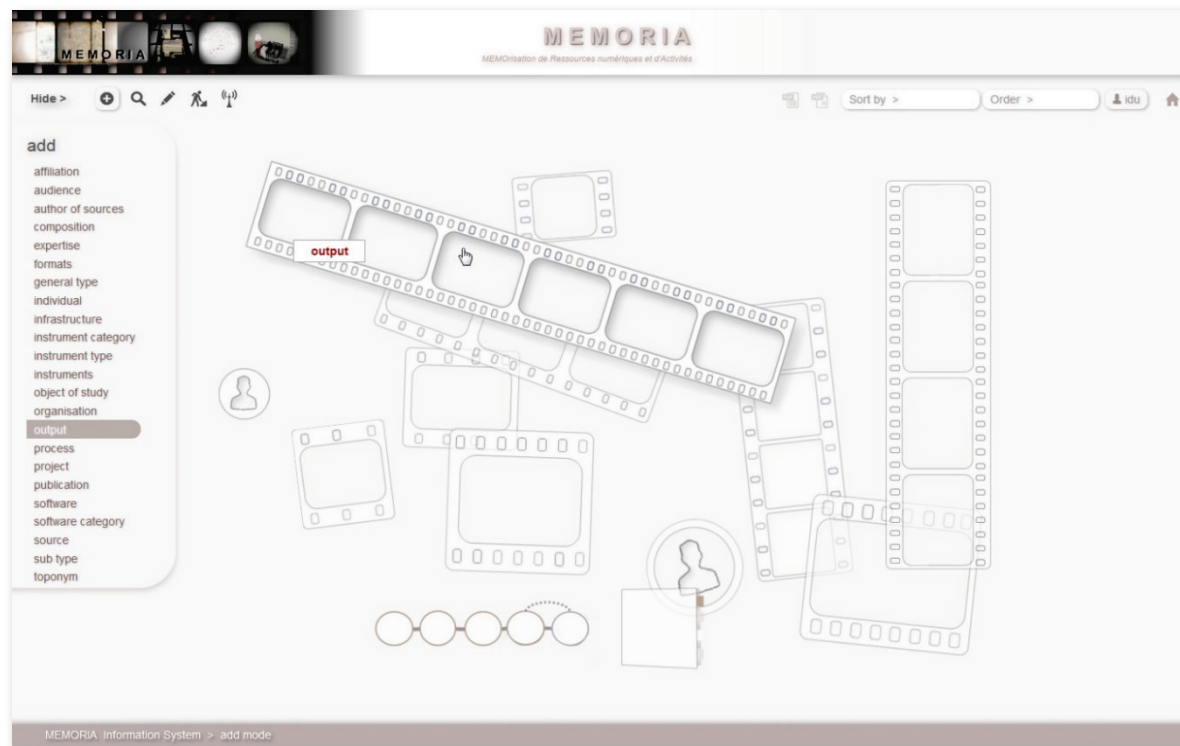 MEMORIA
MEMORIA
MEMOrisation de Ressources numériques et d'Activités
Hide >
Sort by >
Order >
idu
add
affiliation
audience
author of sources
composition
expertise
formats
general type
individual
infrastructure
instrument category
instrument type
instruments
object of study
organisation
output
process
project
publication
software
software category
source
sub type
toponym
output
MEMORIA Information System > add mode